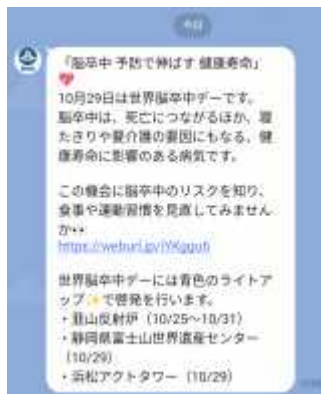 今日
「脳卒中 予防で伸ばす 健康寿命」
10月29日は世界脳卒中デーです。
脳卒中は、死亡につながるほか、寝
たきりや要介護の要因にもなる、健
康寿命に影響のある病気です。
この機会に脳卒中のリスクを知り、
食事や運動習慣を見直してみません
か
世界脳卒中デーには青色のライトア
ップ✨で啓発を行います。
・韮山反射炉（10/25～10/31）
・静岡県富士山世界遺産センター
（10/29）
・浜松アクトタワー（10/29）